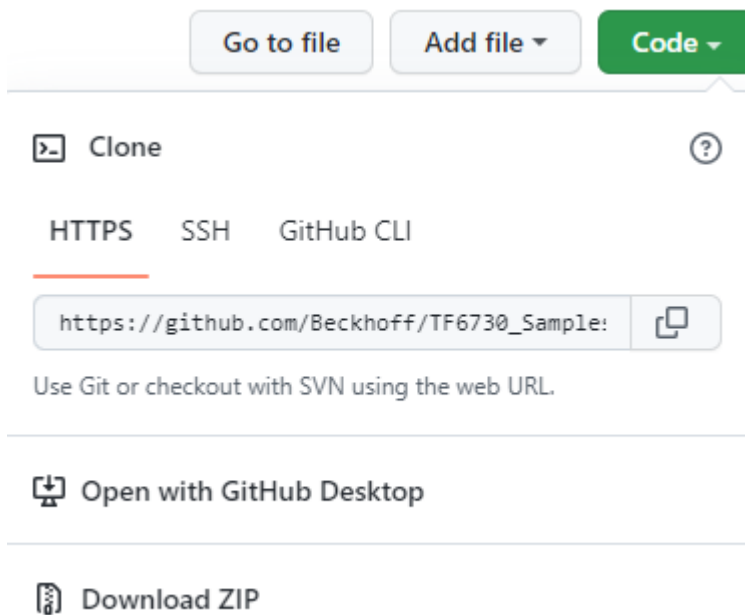 Go to file Add file Code
Clone
HTTPS SSH GitHub CLI
https://github.com/Beckhoff/TF6730_Sample
Use Git or checkout with SVN using the web URL.
Open with GitHub Desktop
Download ZIP